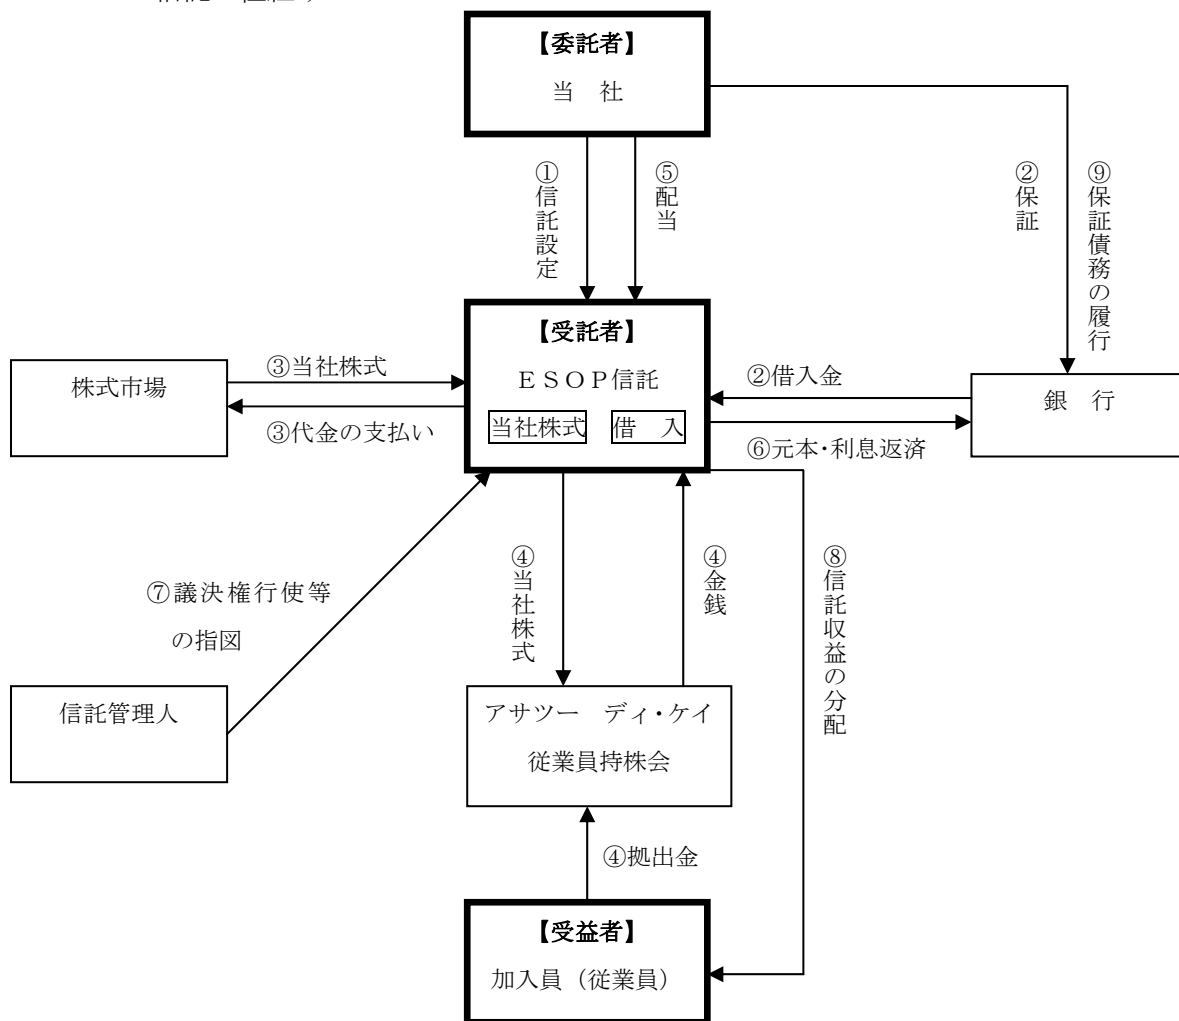 【委託者】
当　社
①信託設定
⑤配当
②保証
⑨保証債務の履行
【受託者】
ＥＳＯＰ信託
当社株式
借　入
株式市場
③当社株式
③代金の支払い
②借入金
⑥元本・利息返済
銀　行
⑦議決権行使等
の指図
④当社株式
④金銭
⑧信託収益の分配
信託管理人
アサツー　ディ・ケイ
従業員持株会
④拠出金
【受益者】
加入員（従業員）